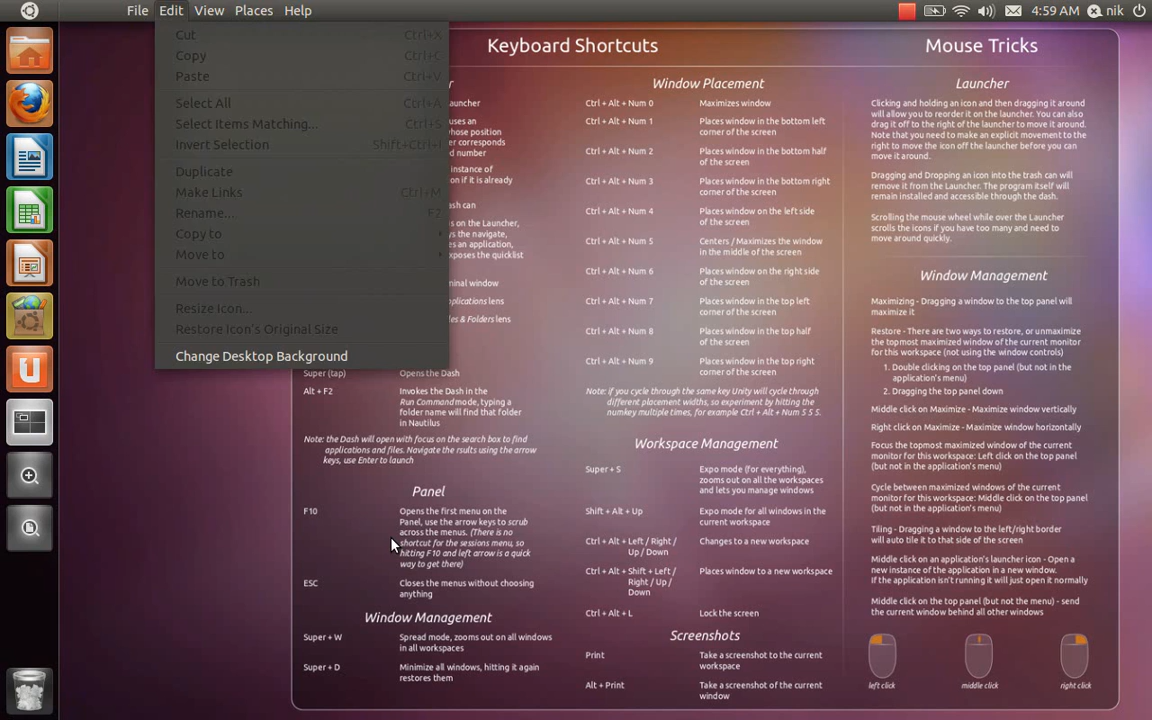 File Edit View Places Help
4:59 AM nik
Cut Ctrl+X
Copy Ctrl+C
Paste Ctrl+V
Select All Ctrl+A
Select Items Matching... Ctrl+S
Invert Selection Shift+Ctrl+I
Duplicate
Make Links Ctrl+M
Rename... F2
Copy to
Move to
Move to Trash
Resize Icon...
Restore Icon's Original Size
Change Desktop Background
Keyboard Shortcuts
Super (tap) Opens the Dash
Alt + F2 Invokes the Dash in the
Run Commandmode, typing a
folder name will find that folder
in Nautilus
Note: the Dash will open with focus on the search box to find
applications and files. Navigate the rsults using the arrow
keys, use Enter to launch
Panel
F10 Opens the first menu on the
Panel, use the arrow keys to scrub
across the menus. (There is no
shortcut for the sessions menu, so
hitting F10 and left arrow is a quick
way to get there)
ESC Closes the menus without choosing
anything
Window Management
Super + W Spread mode, zooms out on all windows
in all workspaces
Super + D Minimize all windows, hitting it again
restores them
Window Placement
Ctrl + Alt + Num 0 Maximizes window
Ctrl + Alt + Num 1 Places window in the bottom left
corner of the screen
Ctrl + Alt + Num 2 Places window in the bottom half
of the screen
Ctrl + Alt + Num 3 Places window in the bottom right
corner of the screen
Ctrl + Alt + Num 4 Places window on the left side
of the screen
Ctrl + Alt + Num 5 Centers / Maximizes the window
in the middle of the screen
Ctrl + Alt + Num 6 Places window on the right side
of the screen
Ctrl + Alt + Num 7 Places window in the top left
corner of the screen
Ctrl + Alt + Num 8 Places window in the top half
of the screen
Ctrl + Alt + Num 9 Places window in the top right
corner of the screen
Note: if you cycle through the same key Unity will cycle through
different placement widths, so experiment by hitting the
numkey multiple times, for example Ctrl + Alt + Num 5 5 5.
Workspace Management
Super + S Expo mode (for everything),
zooms out on all the workspaces
and lets you manage windows
Shift + Alt + Up Expo mode for all windows in the
current workspace
Ctrl + Alt + Left / Right / Changes to a new workspace
Up / Down
Ctrl + Alt + Shift + Left / Places window to a new workspace
Right / Up /
Down
Ctrl + Alt + L Lock the screen
Screenshots
Print Take a screenshot to the current
workspace
Alt + Print Take a screenshot of the current
window
Mouse Tricks
Launcher
Clicking and holding an icon and then dragging it around
will allow you to reorder it on the launcher. You can also
drag it off to the right of the launcher to move it around.
Note that you need to make an explicit movement to the
right to move the icon off the launcher before you can
move it around.
Dragging and Dropping an icon into the trash can will
remove it from the Launcher. The program itself will
remain installed and accessible through the dash.
Scrolling the mouse wheel while over the Launcher
scrolls the icons if you have too many and need to
move around quickly.
Window Management
Maximizing - Dragging a window to the top panel will
maximize it
Restore - There are two ways to restore, or unmaximize
the topmost maximized window of the current monitor
for this workspace (not using the window controls)
1. Double clicking on the top panel (but not in the
application's menu)
2. Dragging the top panel down
Middle click on Maximize - Maximize window vertically
Right click on Maximize - Maximize window horizontally
Focus the topmost maximized window of the current
monitor for this workspace: Left click on the top panel
(but not in the application's menu)
Cycle between maximized windows of the current
monitor for this workspace: Middle click on the top panel
(but not in the application's menu)
Tiling - Dragging a window to the left/right border
will auto tile it to that side of the screen
Middle click on an application's launcher icon - Open a
new instance of the application in a new window.
If the application isn't running it will just open it normally
Middle click on the top panel (but not the menu) - send
the current window behind all other windows
left click middle click right click